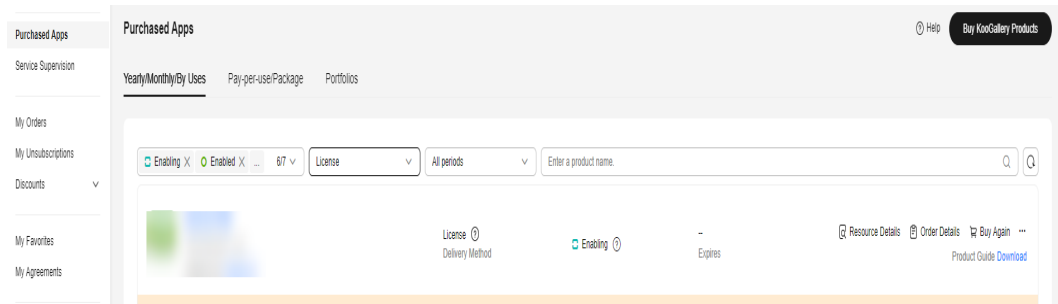 Purchased Apps
Service Supervision
My Orders
My Unsubscriptions
Discounts
My Favorites
My Agreements
Purchased Apps
Help
Buy KooGallery Products
Yearly/Monthly/By Uses Pay-per-use/Package Portfolios
Enabling Enabled ... 6/7 License All periods Enter a product name.
License Enabling -- Resource Details Order Details Buy Again ...
Delivery Method Expires Product Guide Download